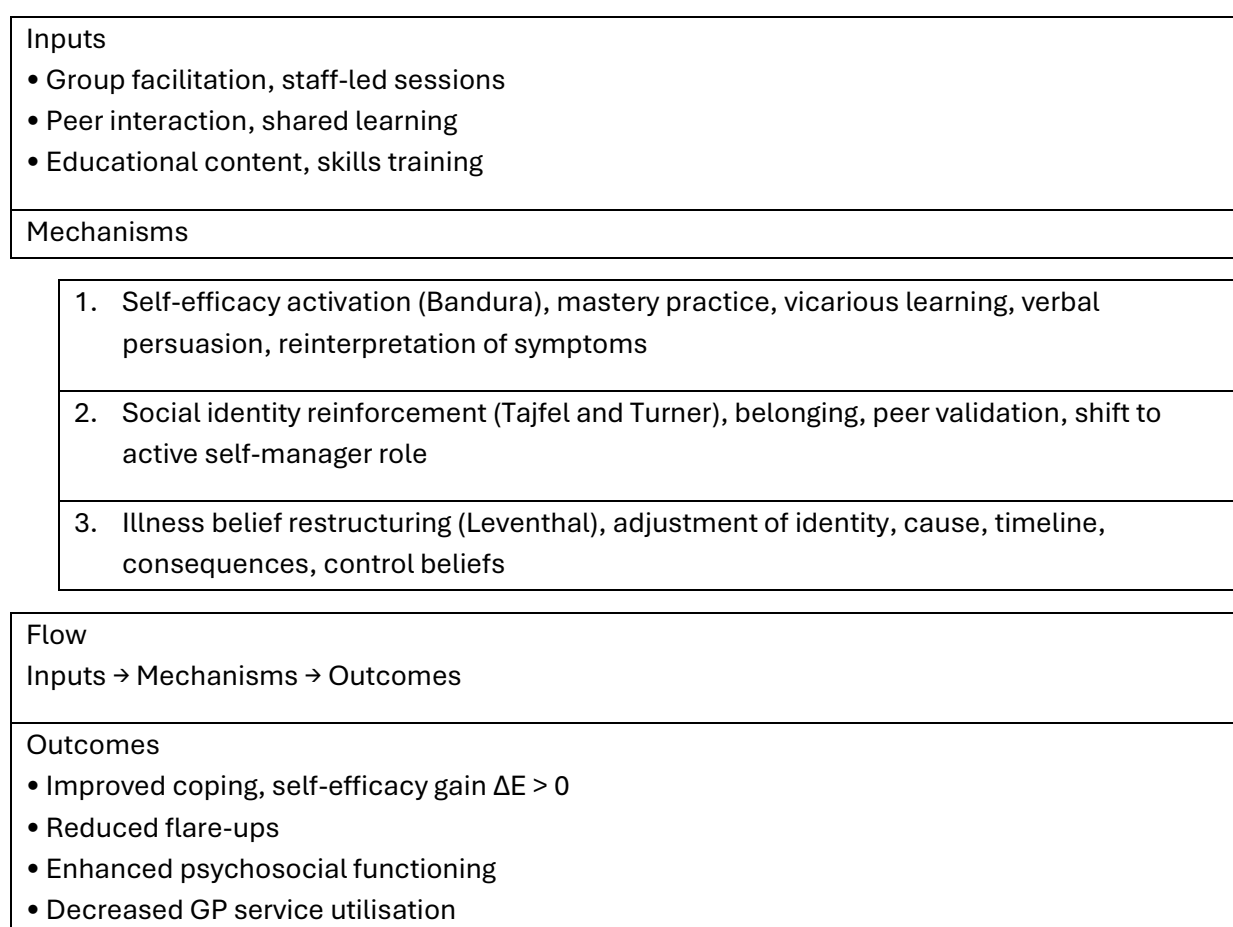 Inputs
• Group facilitation, staff-led sessions
• Peer interaction, shared learning
• Educational content, skills training
Mechanisms
1. Self-efficacy activation (Bandura), mastery practice, vicarious learning, verbal
persuasion, reinterpretation of symptoms
2. Social identity reinforcement (Tajfel and Turner), belonging, peer validation, shift to
active self-manager role
3. Illness belief restructuring (Leventhal), adjustment of identity, cause, timeline,
consequences, control beliefs
Flow
Inputs → Mechanisms → Outcomes
Outcomes
• Improved coping, self-efficacy gain ΔE > 0
• Reduced flare-ups
• Enhanced psychosocial functioning
• Decreased GP service utilisation